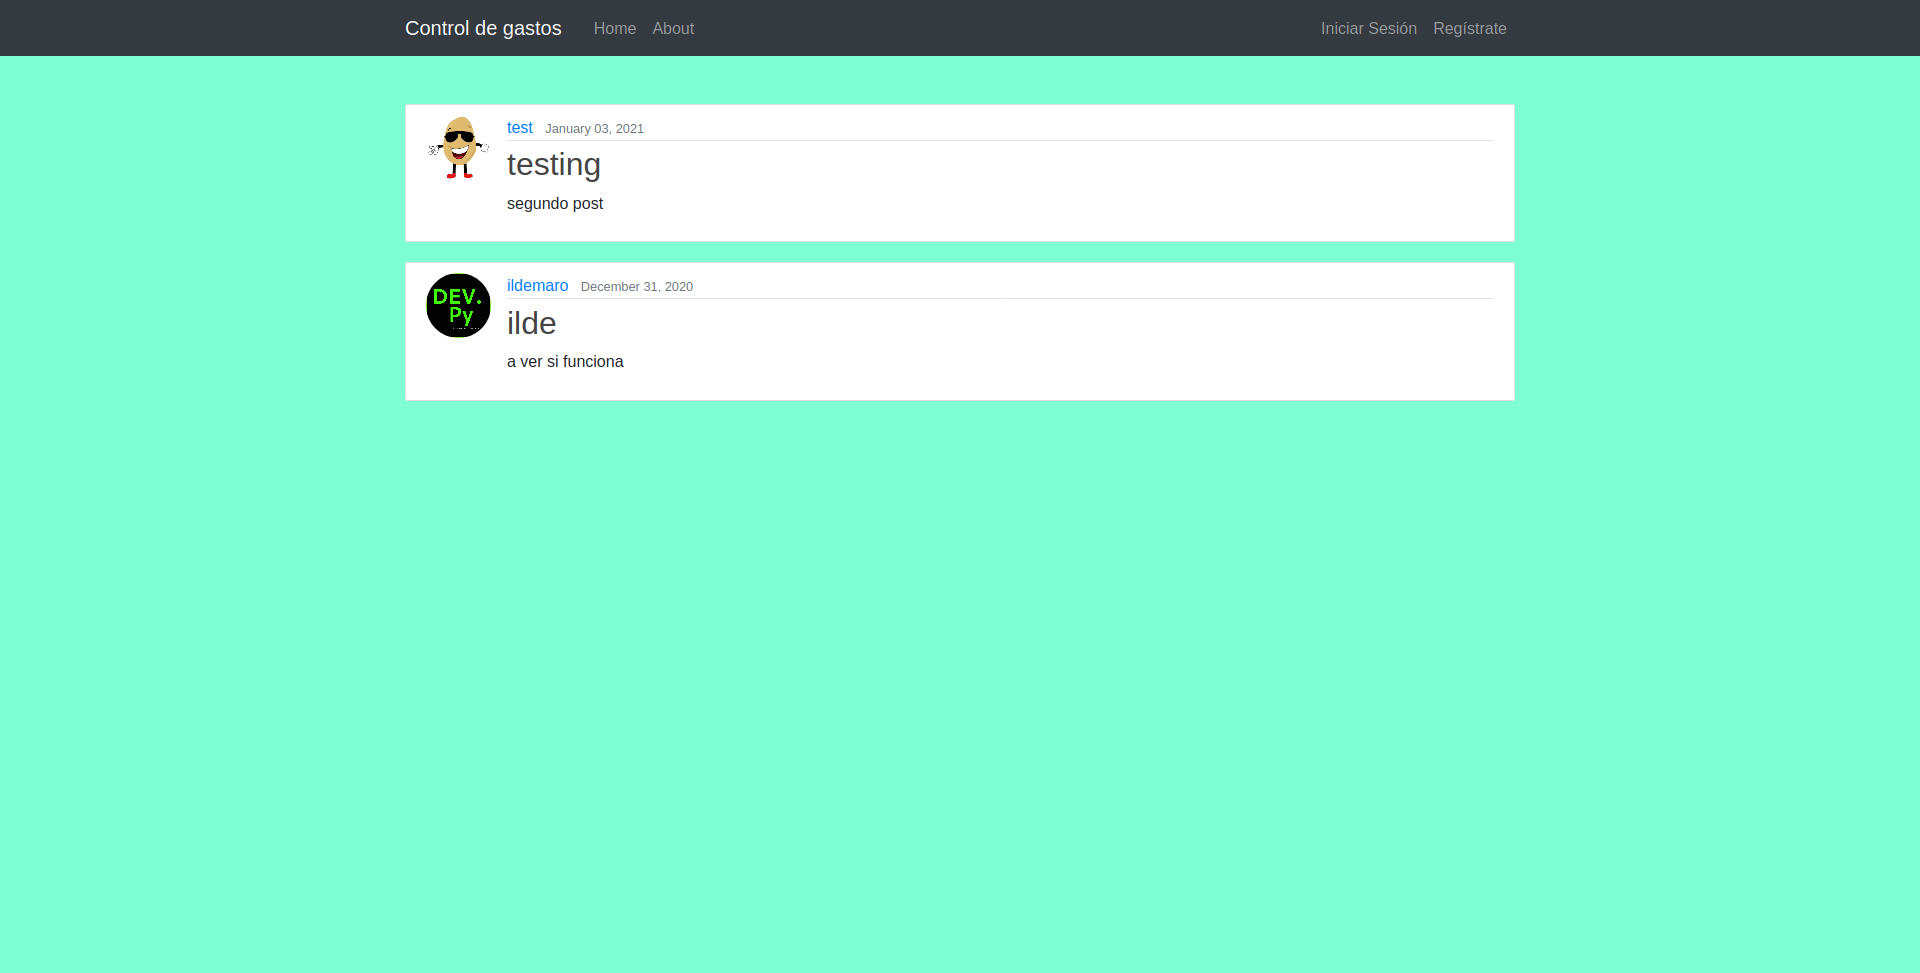 Control de gastos Home About Iniciar Sesión Regístrate
test January 03, 2021
testing
segundo post
DEV.
Py
ildemaro December 31, 2020
ilde
a ver si funciona